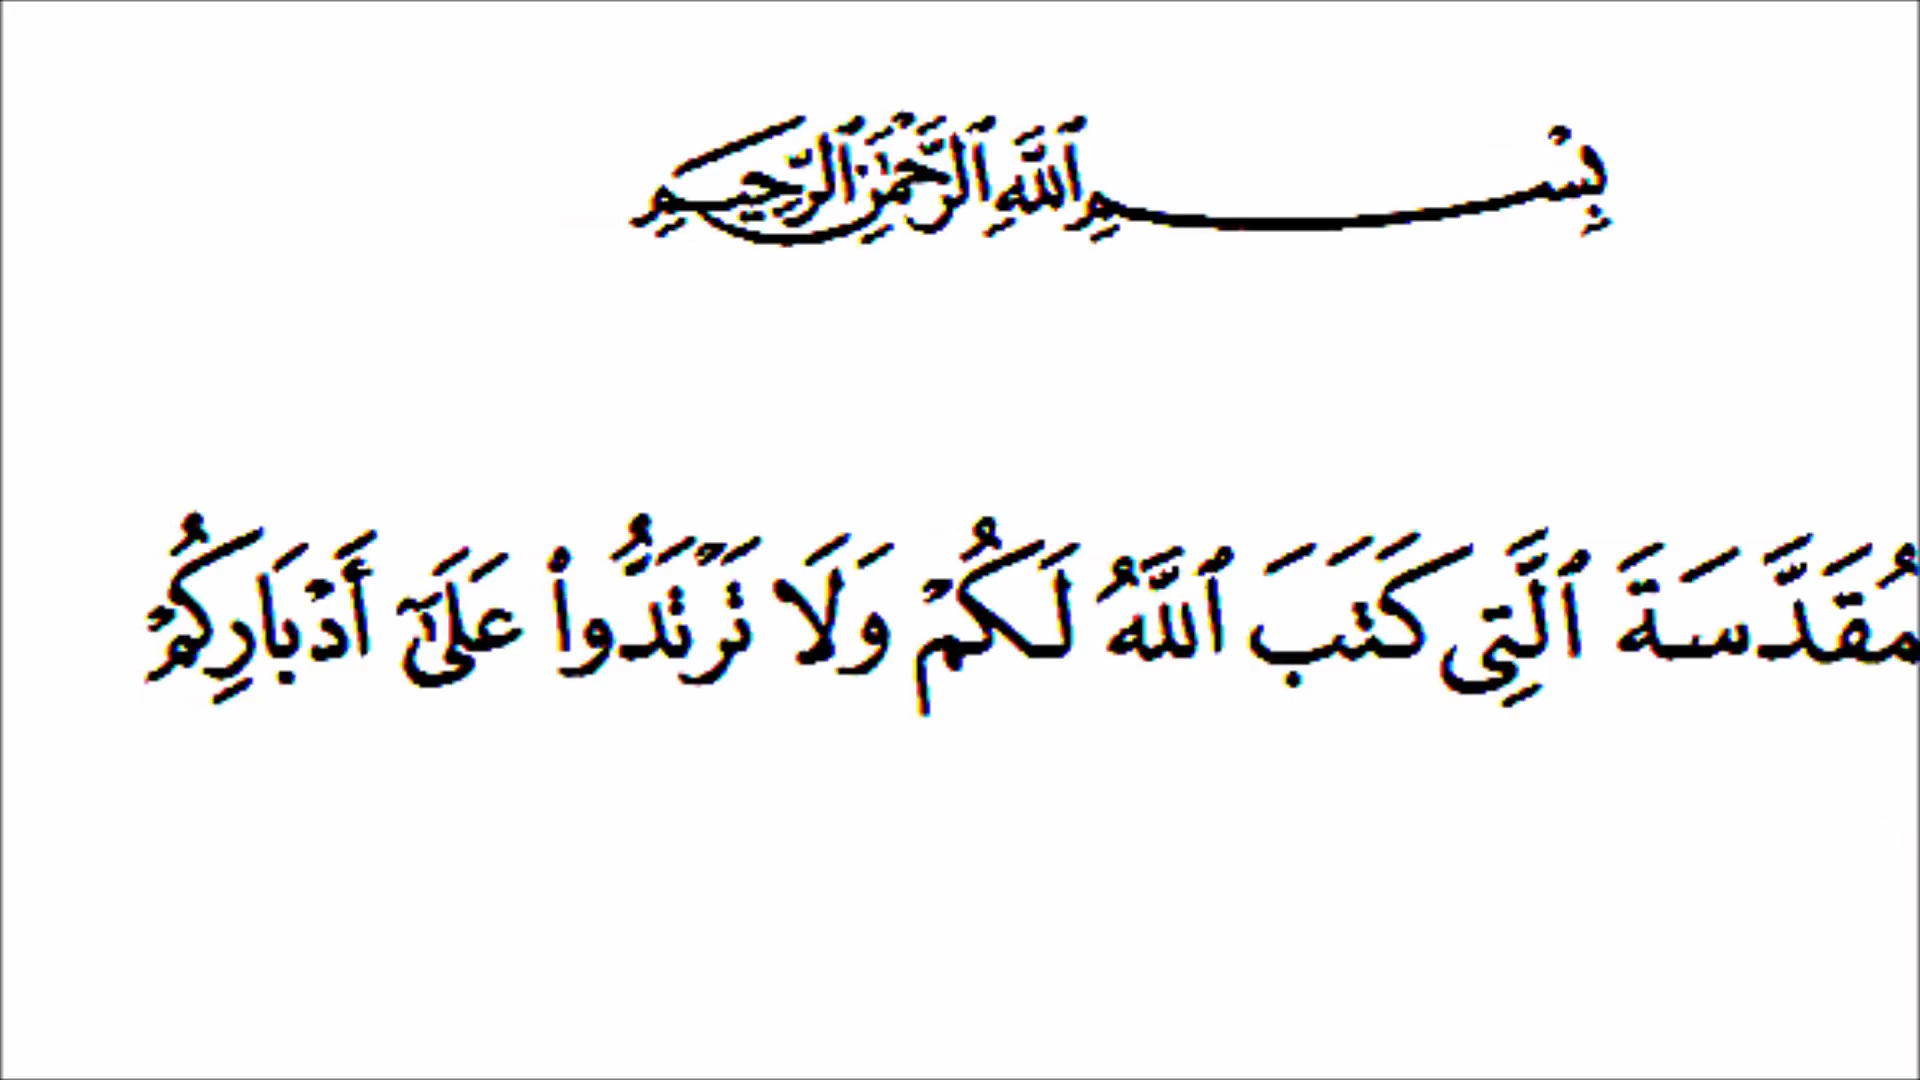 بِسْمِ ٱللَّهِ ٱلرَّحْمَٰنِ ٱلرَّحِيمِ
مُقَدَّسَةَ ٱلَّتِى كَتَبَ ٱللَّهُ لَكُمْ وَلَا تَرْتَدُّوا۟ عَلَىٰٓ أَدْبَارِكُمْ